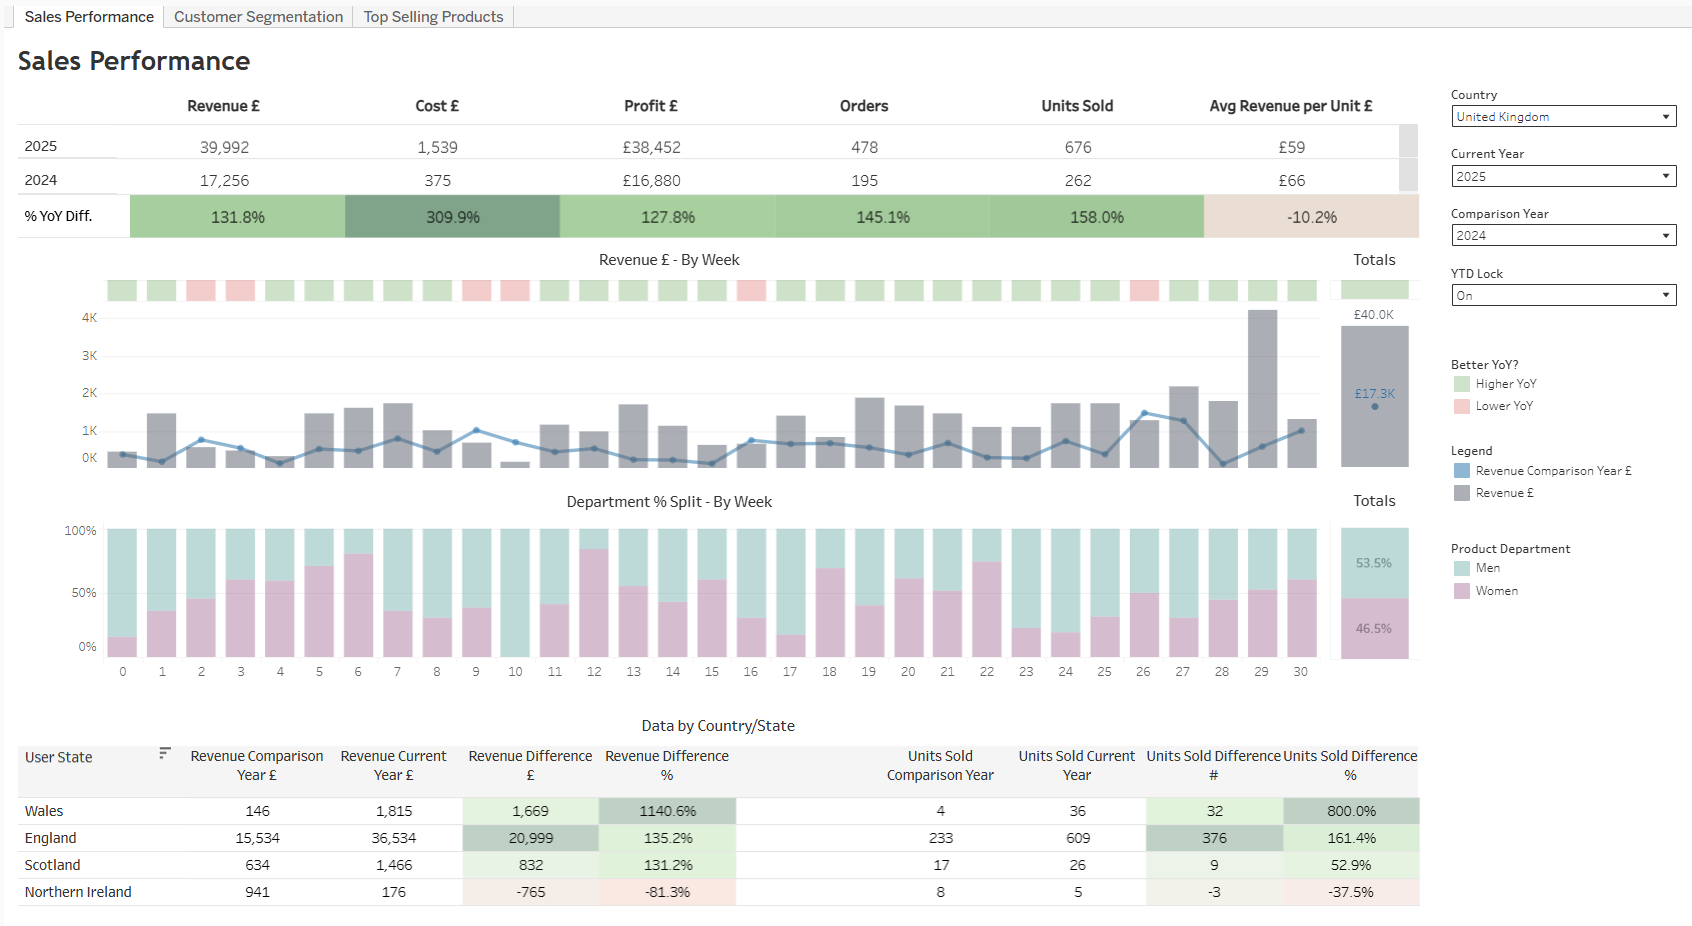 Sales Performance
Customer Segmentation
Top Selling Products
Sales Performance
Revenue £ Cost £ Profit £ Orders Units Sold Avg Revenue per Unit £
2025 39,992 1,539 £38,452 478 676 £59
2024 17,256 375 £16,880 195 262 £66
% YoY Diff. 131.8% 309.9% 127.8% 145.1% 158.0% -10.2%
Revenue £ - By Week
Totals
4K
3K
2K
1K
0K
£40.0K
£17.3K
Department % Split - By Week
Totals
100%
50%
0%
53.5%
46.5%
0 1 2 3 4 5 6 7 8 9 10 11 12 13 14 15 16 17 18 19 20 21 22 23 24 25 26 27 28 29 30
Country
United Kingdom
Current Year
2025
Comparison Year
2024
YTD Lock
On
Better YoY?
Higher YoY
Lower YoY
Legend
Revenue Comparison Year £
Revenue £
Product Department
Men
Women
Data by Country/State
User State
Revenue Comparison
Year £
Revenue Current
Year £
Revenue Difference
£
Revenue Difference
%
Units Sold
Comparison Year
Units Sold Current
Year
Units Sold Difference
#
Units Sold Difference
%
Wales 146 1,815 1,669 1140.6% 4 36 32 800.0%
England 15,534 36,534 20,999 135.2% 233 609 376 161.4%
Scotland 634 1,466 832 131.2% 17 26 9 52.9%
Northern Ireland 941 176 -765 -81.3% 8 5 -3 -37.5%